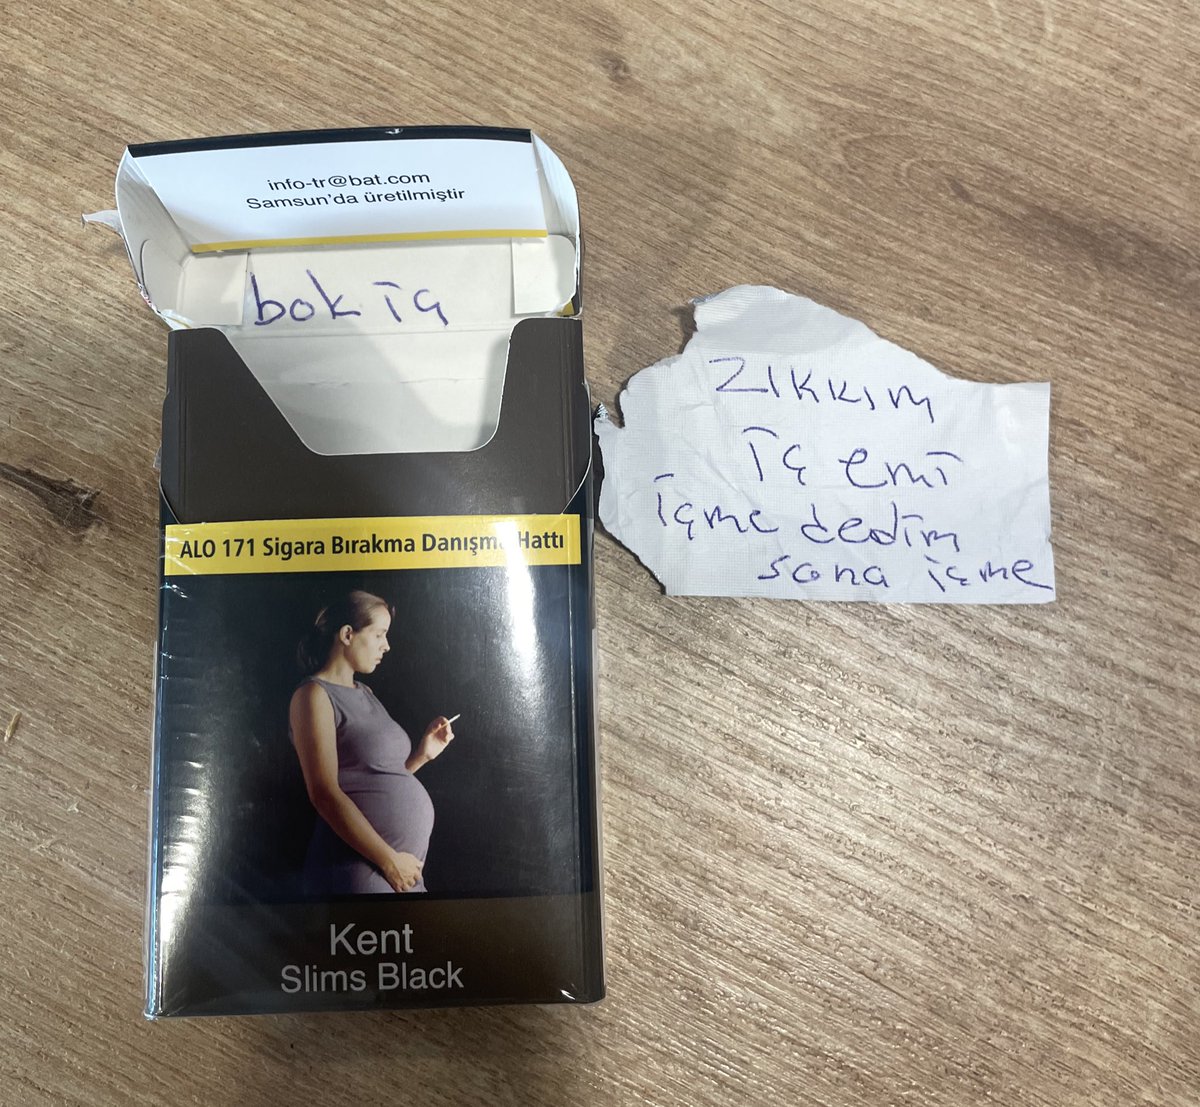 info-tr@bat.com
Samsun'da üretilmiştir
bok iç
ALO 171 Sigara Bırakma Danışma Hattı
Kent
Slims Black
zıkkım
iç emi
içme dedim
sana içme